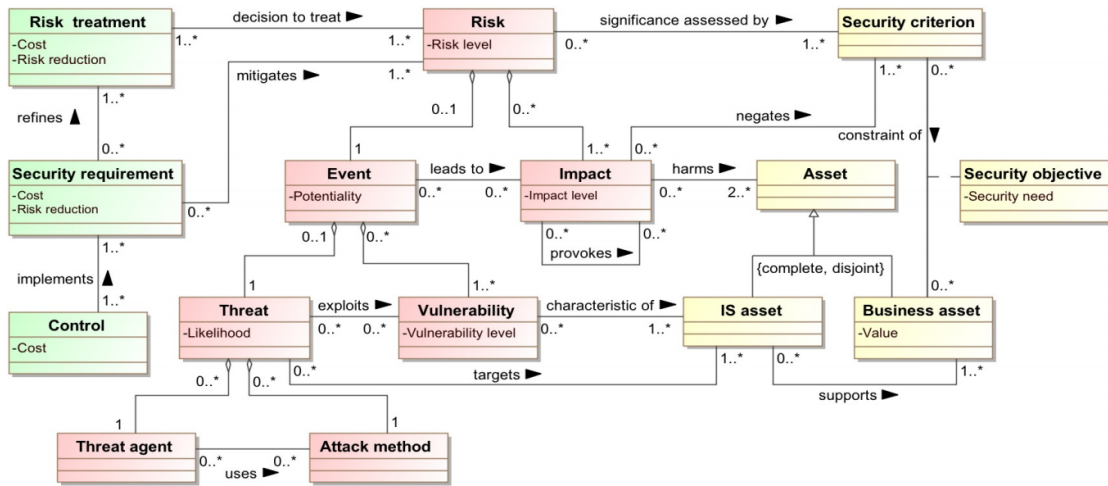 Risk treatment
-Cost
-Risk reduction
decision to treat
1..*
1..*
Risk
-Risk level
significance assessed by
0..*
1..*
Security criterion
mitigates
1..*
1..*
refines
0..*
0..1
0..*
1..*
0..*
negates
constraint of
1
1..*
0..*
Security requirement
-Cost
-Risk reduction
0..*
Event
-Potentiality
leads to
0..*
0..*
Impact
-Impact level
harms
0..*
2..*
Asset
Security objective
-Security need
1..*
0..1
0..*
0..*
0..*
provokes
implements
{complete, disjoint}
1..*
1
1..*
0..*
Control
-Cost
Threat
-Likelihood
exploits
0..*
0..*
Vulnerability
-Vulnerability level
characteristic of
0..*
1..*
IS asset
Business asset
-Value
0..*
0..*
0..*
targets
1..*
0..*
supports
1..*
1
1
Threat agent
0..*
0..*
uses
Attack method